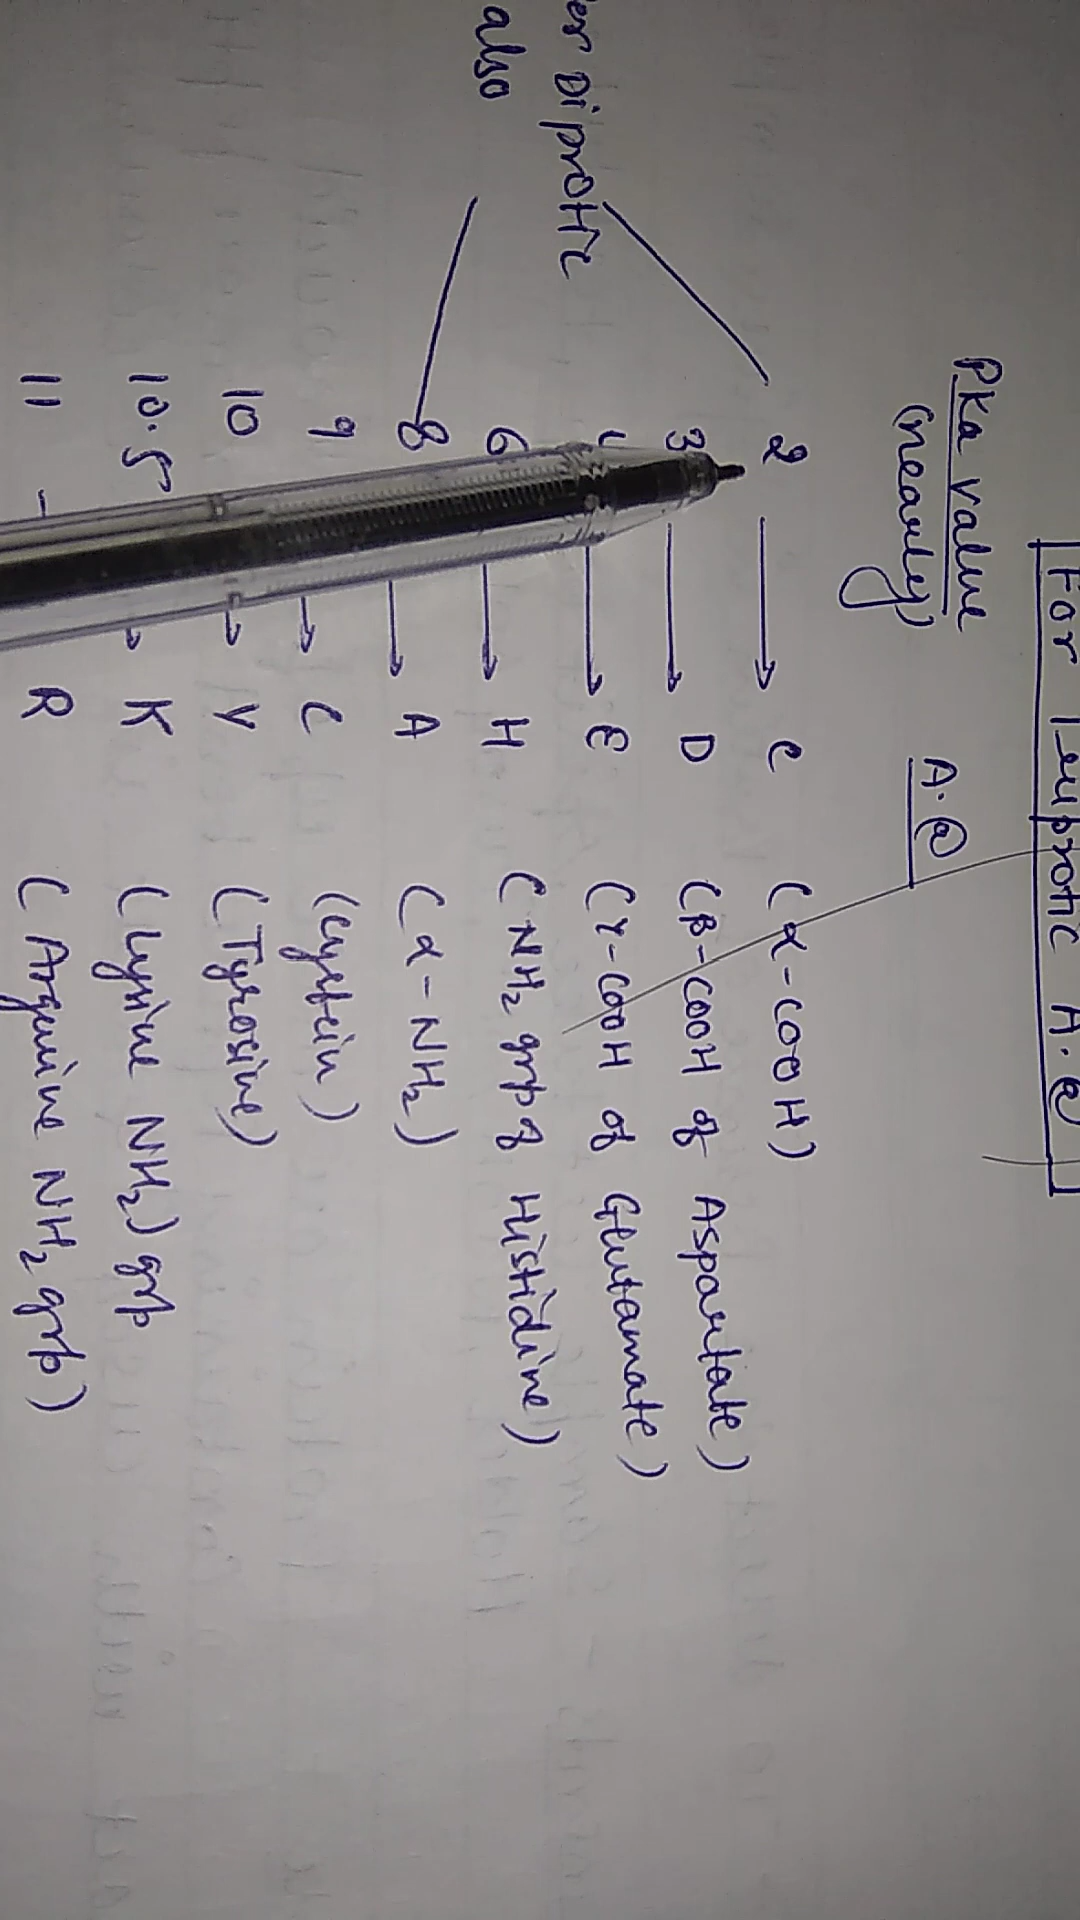 For Triprotic A.@
Pka value A.@
(nearly)
2 → C (α-COOH)
3 → D (β-COOH of Aspartate)
→ E (γ-COOH of Glutamate)
6 → H (NH2 grp of Histidine)
8 → A (α-NH2)
9 → C (Cystein)
10 → Y (Tyrosine)
10.5 → K (Lysine NH2) grp
11 - R (Arginine NH2 grp)
Diprotic
also